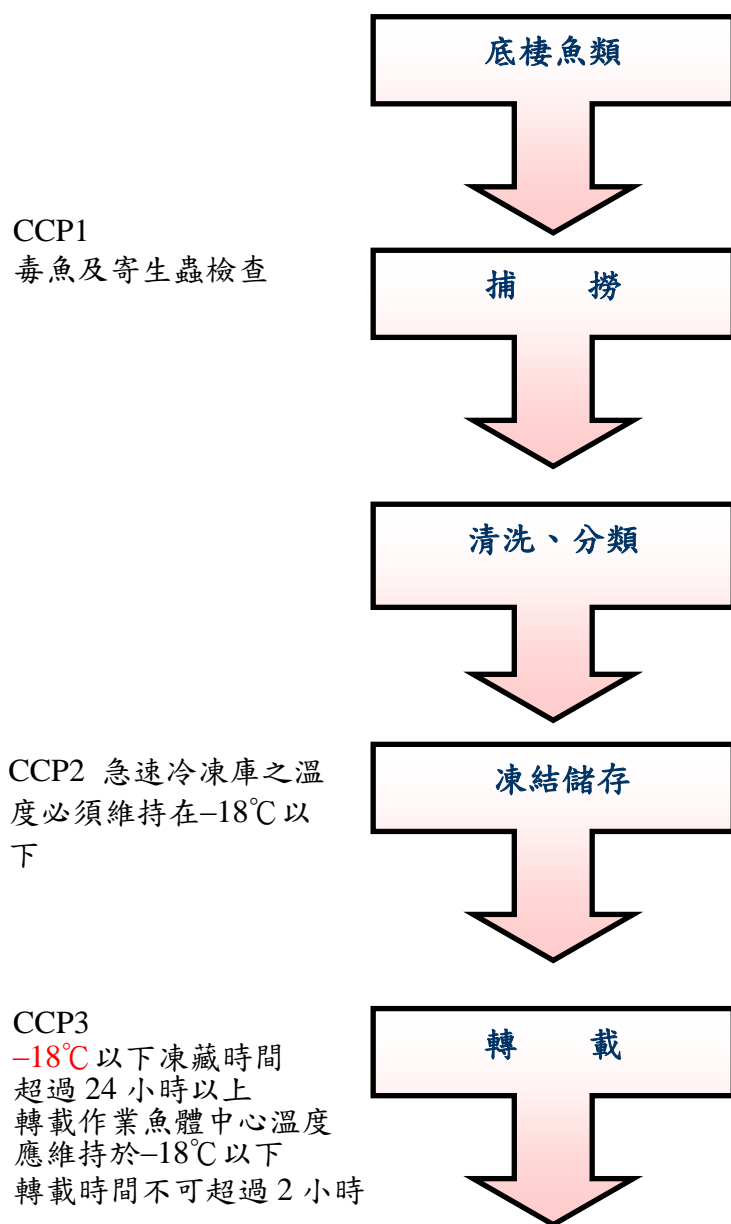 底棲魚類
CCP1
毒魚及寄生蟲檢查
捕 撈
清洗、分類
CCP2 急速冷凍庫之溫
度必須維持在–18℃以
下
凍結儲存
CCP3
–18℃以下凍藏時間
超過 24 小時以上
轉載作業魚體中心溫度
應維持於–18℃以下
轉載時間不可超過 2 小時
轉 載